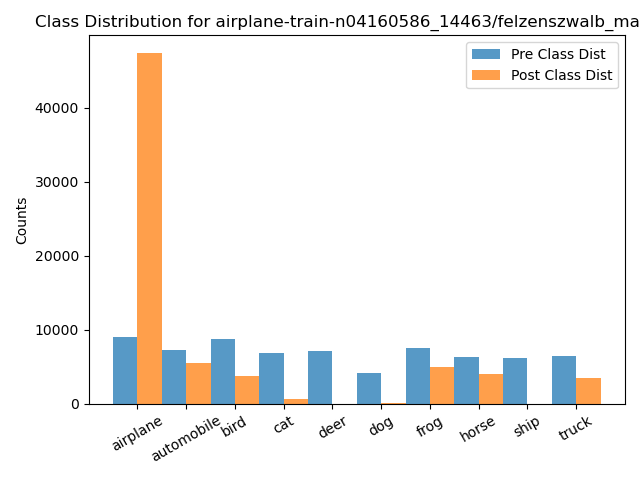 Class Distribution for airplane-train-n04160586_14463/felzenszwalb_ma
Pre Class Dist
Post Class Dist
Counts
40000
30000
20000
10000
0
airplane
automobile
bird
cat
deer
dog
frog
horse
ship
truck